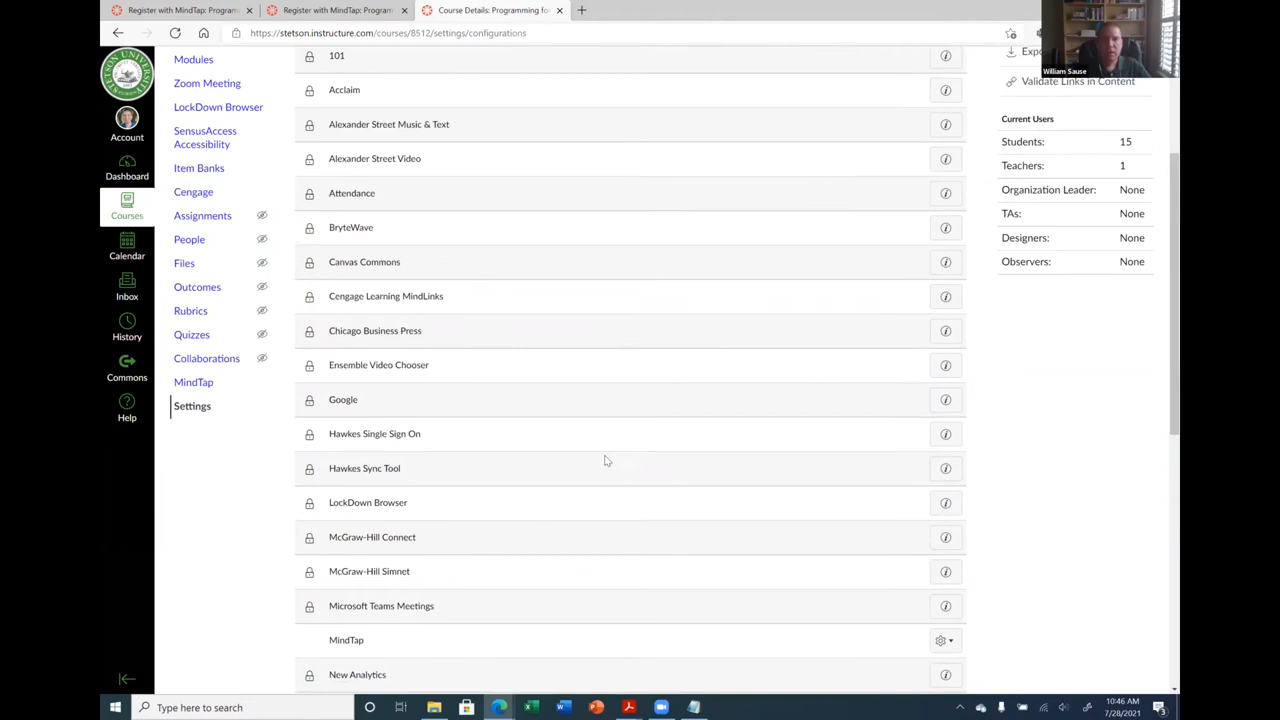 Register with MindTap: Program
Register with MindTap: Program
Course Details: Programming fo
https://stetson.instructure.com/courses/8512/settings/configurations
William Sause
STETSON UNIVERSITY
Account
Dashboard
Courses
Calendar
Inbox
History
Commons
Help
Modules
Zoom Meeting
LockDown Browser
SensusAccess
Accessibility
Item Banks
Cengage
Assignments
People
Files
Outcomes
Rubrics
Quizzes
Collaborations
MindTap
Settings
101
Acclaim
Alexander Street Music & Text
Alexander Street Video
Attendance
BryteWave
Canvas Commons
Cengage Learning MindLinks
Chicago Business Press
Ensemble Video Chooser
Google
Hawkes Single Sign On
Hawkes Sync Tool
LockDown Browser
McGraw-Hill Connect
McGraw-Hill Simnet
Microsoft Teams Meetings
MindTap
New Analytics
Validate Links in Content
Current Users
Students: 15
Teachers: 1
Organization Leader: None
TAs: None
Designers: None
Observers: None
Type here to search
10:46 AM
7/28/2021